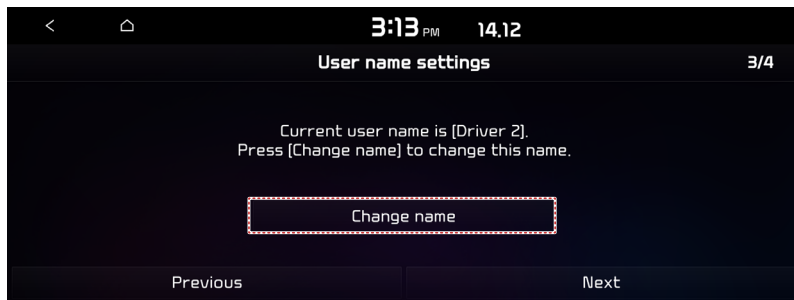 3:13 PM 14.12
User name settings 3/4
Current user name is [Driver 2].
Press [Change name] to change this name.
Change name
Previous Next